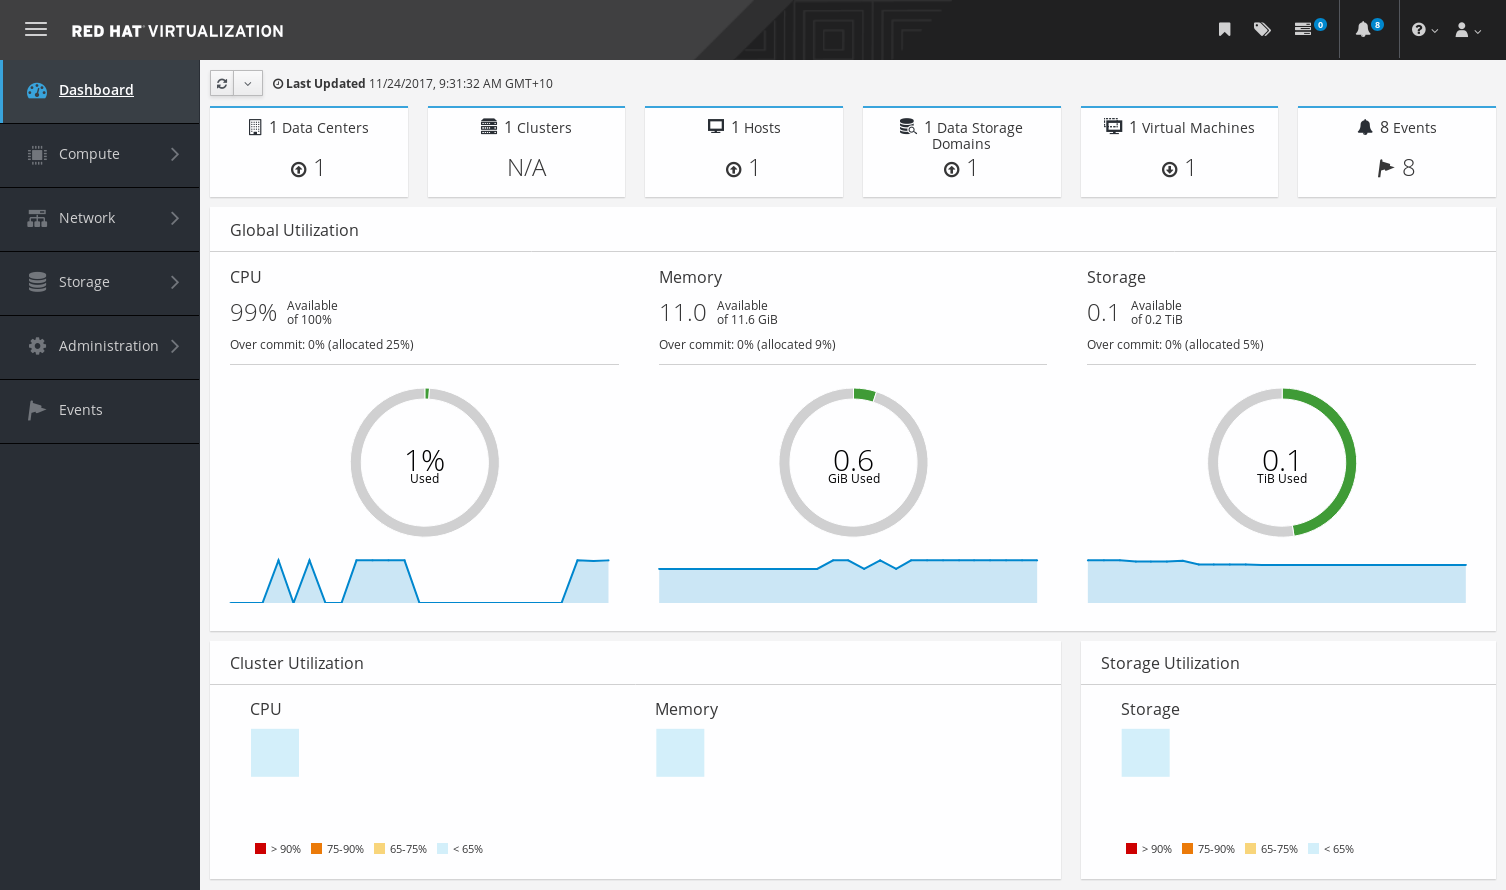 RED HAT VIRTUALIZATION
0
8
Dashboard
Compute
Network
Storage
Administration
Events
Last Updated 11/24/2017, 9:31:32 AM GMT+10
1 Data Centers
1
1 Clusters
N/A
1 Hosts
1
1 Data Storage
Domains
1
1 Virtual Machines
1
8 Events
8
Global Utilization
CPU
99% Available
of 100%
Over commit: 0% (allocated 25%)
1%
Used
Memory
11.0 Available
of 11.6 GiB
Over commit: 0% (allocated 9%)
0.6
GiB Used
Storage
0.1 Available
of 0.2 TiB
Over commit: 0% (allocated 5%)
0.1
TiB Used
Cluster Utilization
CPU
Memory
> 90% 75-90% 65-75% < 65%
Storage Utilization
Storage
> 90% 75-90% 65-75% < 65%